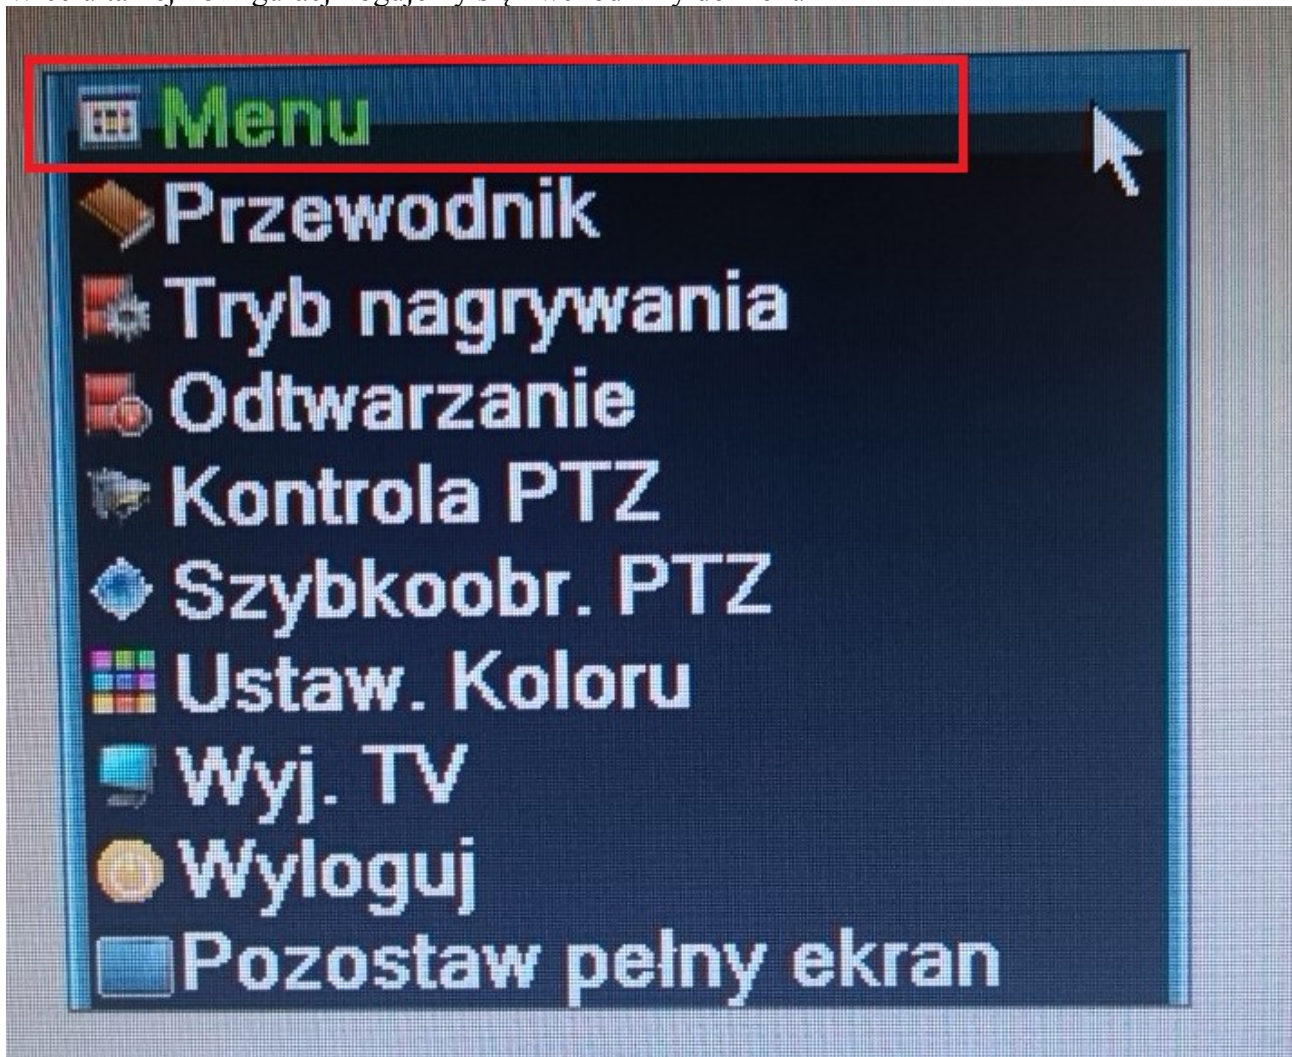 Menu
Przewodnik
Tryb nagrywania
Odtwarzanie
Kontrola PTZ
Szybkoobr. PTZ
Ustaw. Koloru
Wyj. TV
Wyloguj
Pozostaw pełny ekran